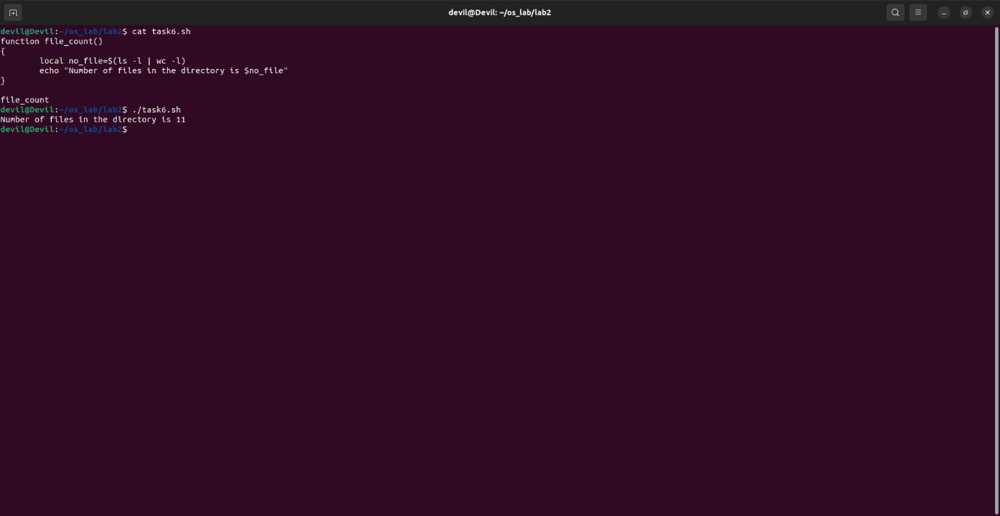 devil@Devil: ~/os_lab/lab2
devil@Devil:~/os_lab/lab2$ cat task6.sh
function file_count()
{
        local no_file=$(ls -l | wc -l)
        echo "Number of files in the directory is $no_file"
}

file_count
devil@Devil:~/os_lab/lab2$ ./task6.sh
Number of files in the directory is 11
devil@Devil:~/os_lab/lab2$